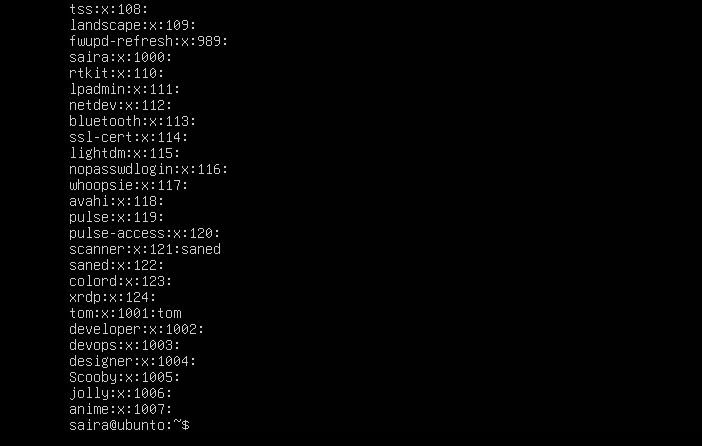 tss:x:108:
landscape:x:109:
fwupd-refresh:x:989:
saira:x:1000:
rtkit:x:110:
lpadmin:x:111:
netdev:x:112:
bluetooth:x:113:
ssl-cert:x:114:
lightdm:x:115:
nopasswdlogin:x:116:
whoopsie:x:117:
avahi:x:118:
pulse:x:119:
pulse-access:x:120:
scanner:x:121:saned
saned:x:122:
colord:x:123:
xrdp:x:124:
tom:x:1001:tom
developer:x:1002:
devops:x:1003:
designer:x:1004:
Scooby:x:1005:
jolly:x:1006:
anime:x:1007:
saira@ubunto:~$